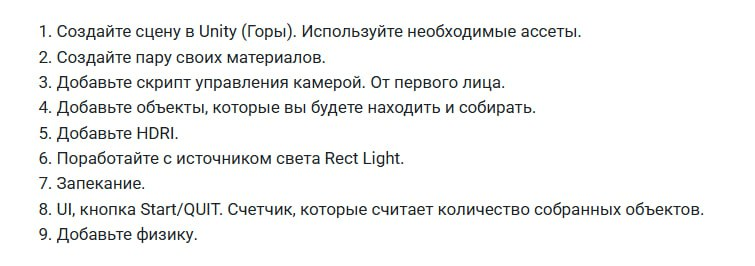 1. Создайте сцену в Unity (Горы). Используйте необходимые ассеты.
2. Создайте пару своих материалов.
3. Добавьте скрипт управления камерой. От первого лица.
4. Добавьте объекты, которые вы будете находить и собирать.
5. Добавьте HDRI.
6. Поработайте с источником света Rect Light.
7. Запекание.
8. UI, кнопка Start/QUIT. Счетчик, которые считает количество собранных объектов.
9. Добавьте физику.